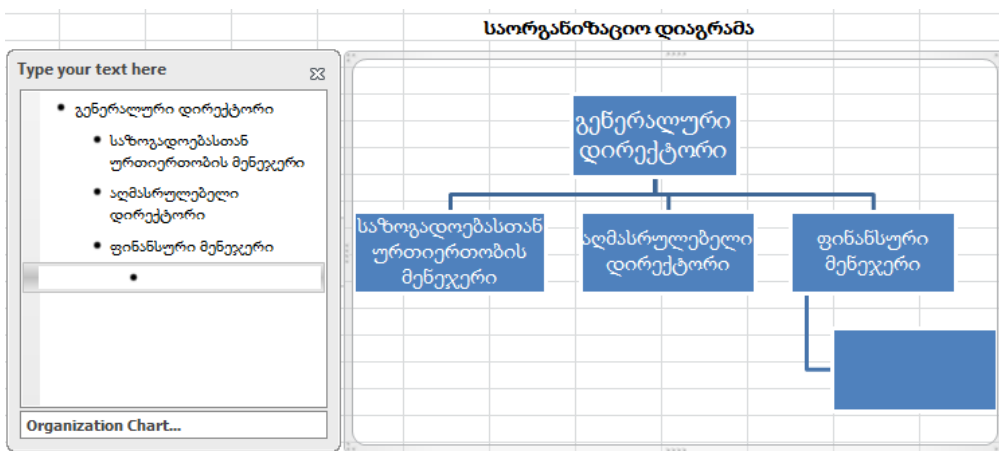 საორგანიზაციო დიაგრამა
Type your text here
გენერალური დირექტორი
საზოგადოებასთან
ურთიერთობის მენეჯერი
აღმასრულებელი
დირექტორი
ფინანსური მენეჯერი
Organization Chart...
გენერალური
დირექტორი
საზოგადოებასთან
ურთიერთობის
მენეჯერი
აღმასრულებელი
დირექტორი
ფინანსური
მენეჯერი